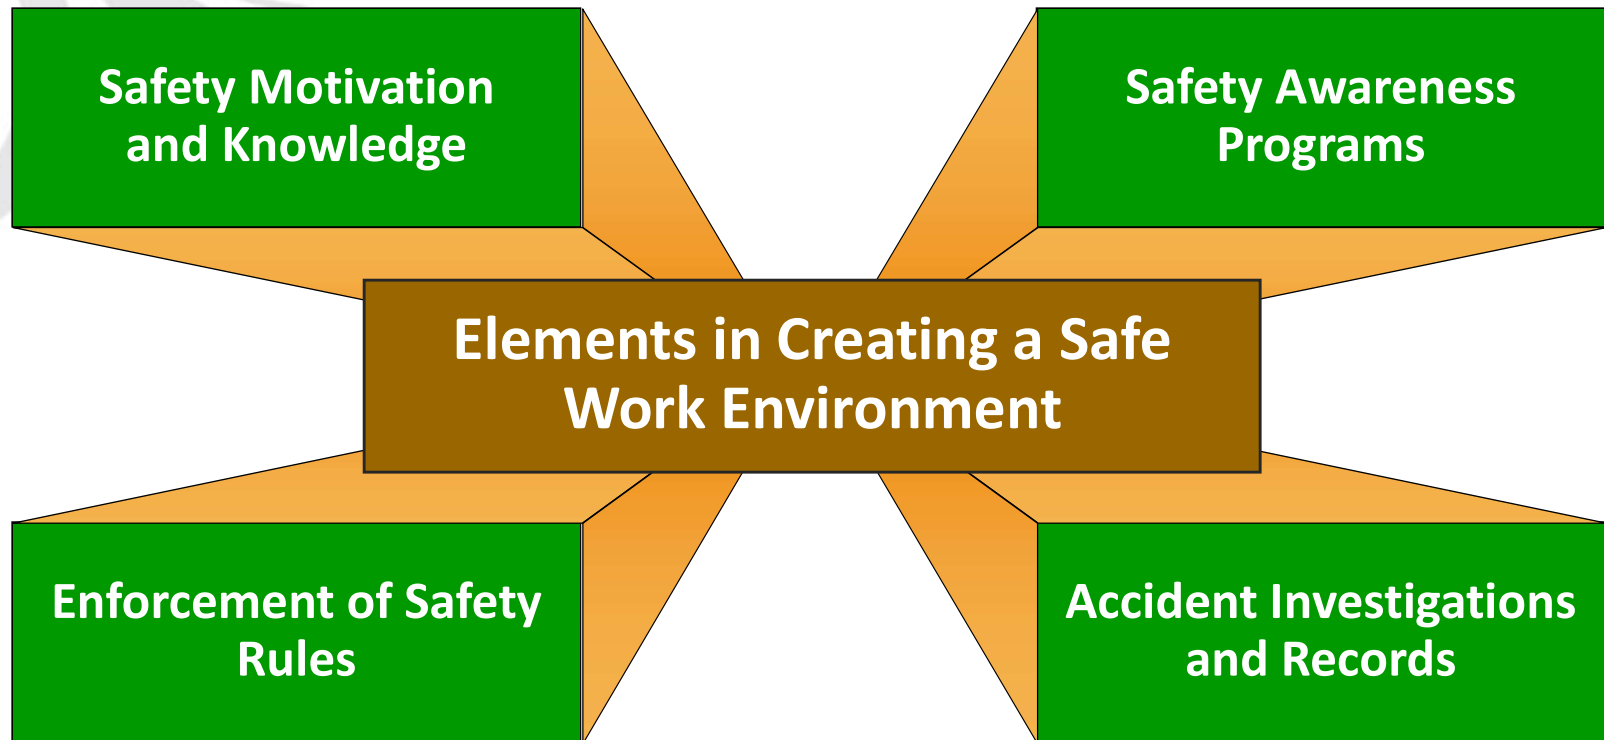 Safety Motivation
and Knowledge
Safety Awareness
Programs
Elements in Creating a Safe
Work Environment
Enforcement of Safety
Rules
Accident Investigations
and Records